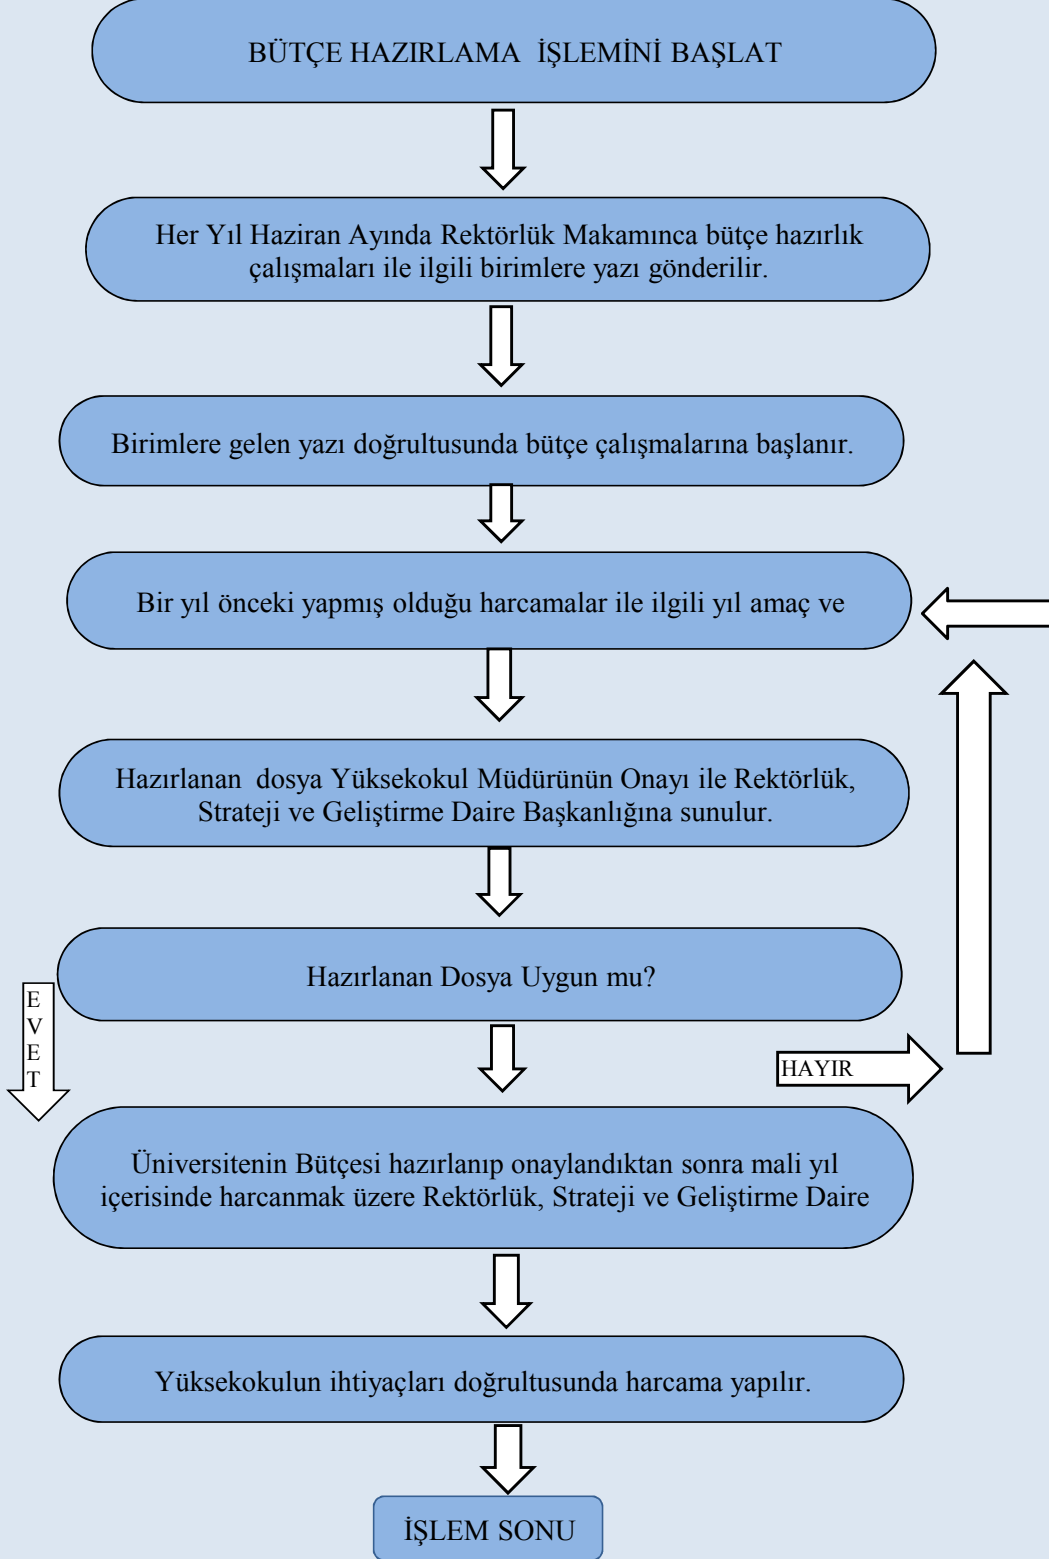 BÜTÇE HAZIRLAMA İŞLEMİNİ BAŞLAT
Her Yıl Haziran Ayında Rektörlük Makamınca bütçe hazırlık
çalışmaları ile ilgili birimlere yazı gönderilir.
Birimlere gelen yazı doğrultusunda bütçe çalışmalarına başlanır.
Bir yıl önceki yapmış olduğu harcamalar ile ilgili yıl amaç ve
Hazırlanan dosya Yüksekokul Müdürünün Onayı ile Rektörlük,
Strateji ve Geliştirme Daire Başkanlığına sunulur.
Hazırlanan Dosya Uygun mu?
E
V
E
T
HAYIR
Üniversitenin Bütçesi hazırlanıp onaylandıktan sonra mali yıl
içerisinde harcanmak üzere Rektörlük, Strateji ve Geliştirme Daire
Yüksekokulun ihtiyaçları doğrultusunda harcama yapılır.
İŞLEM SONU